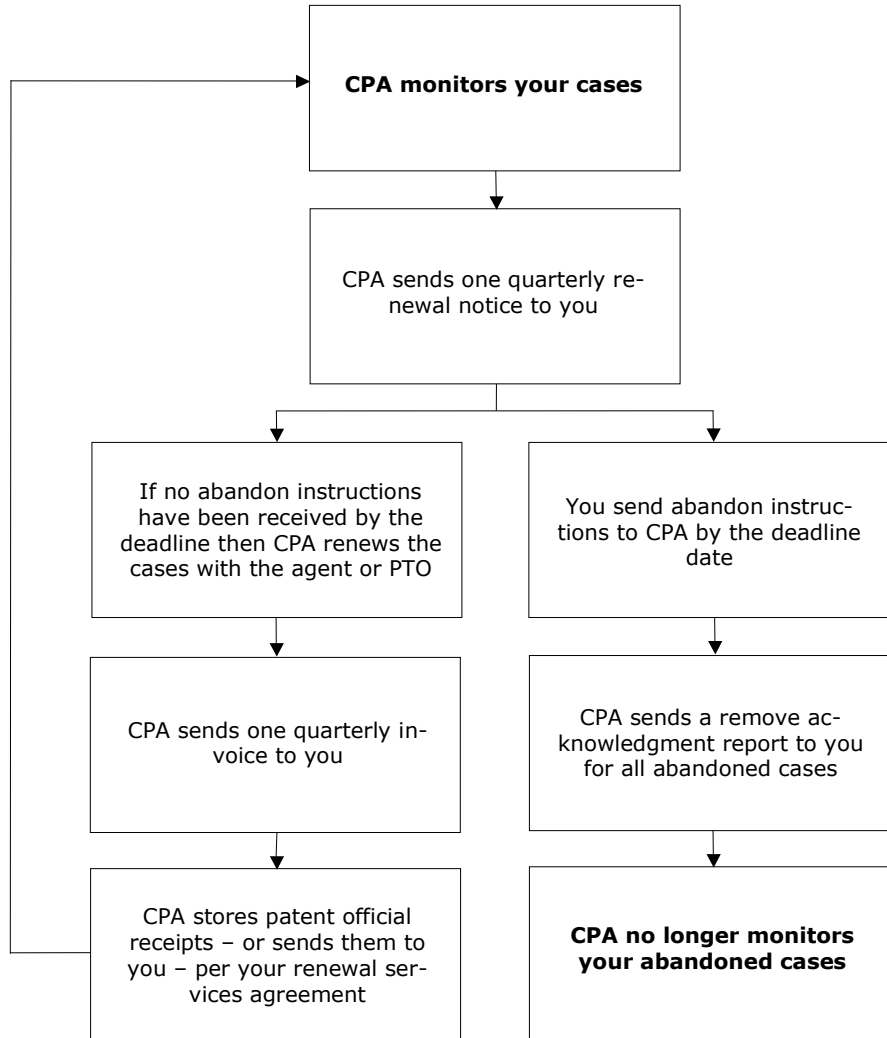 CPA monitors your cases
CPA sends one quarterly re-
newal notice to you
If no abandon instructions
have been received by the
deadline then CPA renews the
cases with the agent or PTO
You send abandon instruc-
tions to CPA by the deadline
date
CPA sends one quarterly in-
voice to you
CPA sends a remove ac-
knowledgment report to you
for all abandoned cases
CPA stores patent official
receipts – or sends them to
you – per your renewal ser-
vices agreement
CPA no longer monitors
your abandoned cases